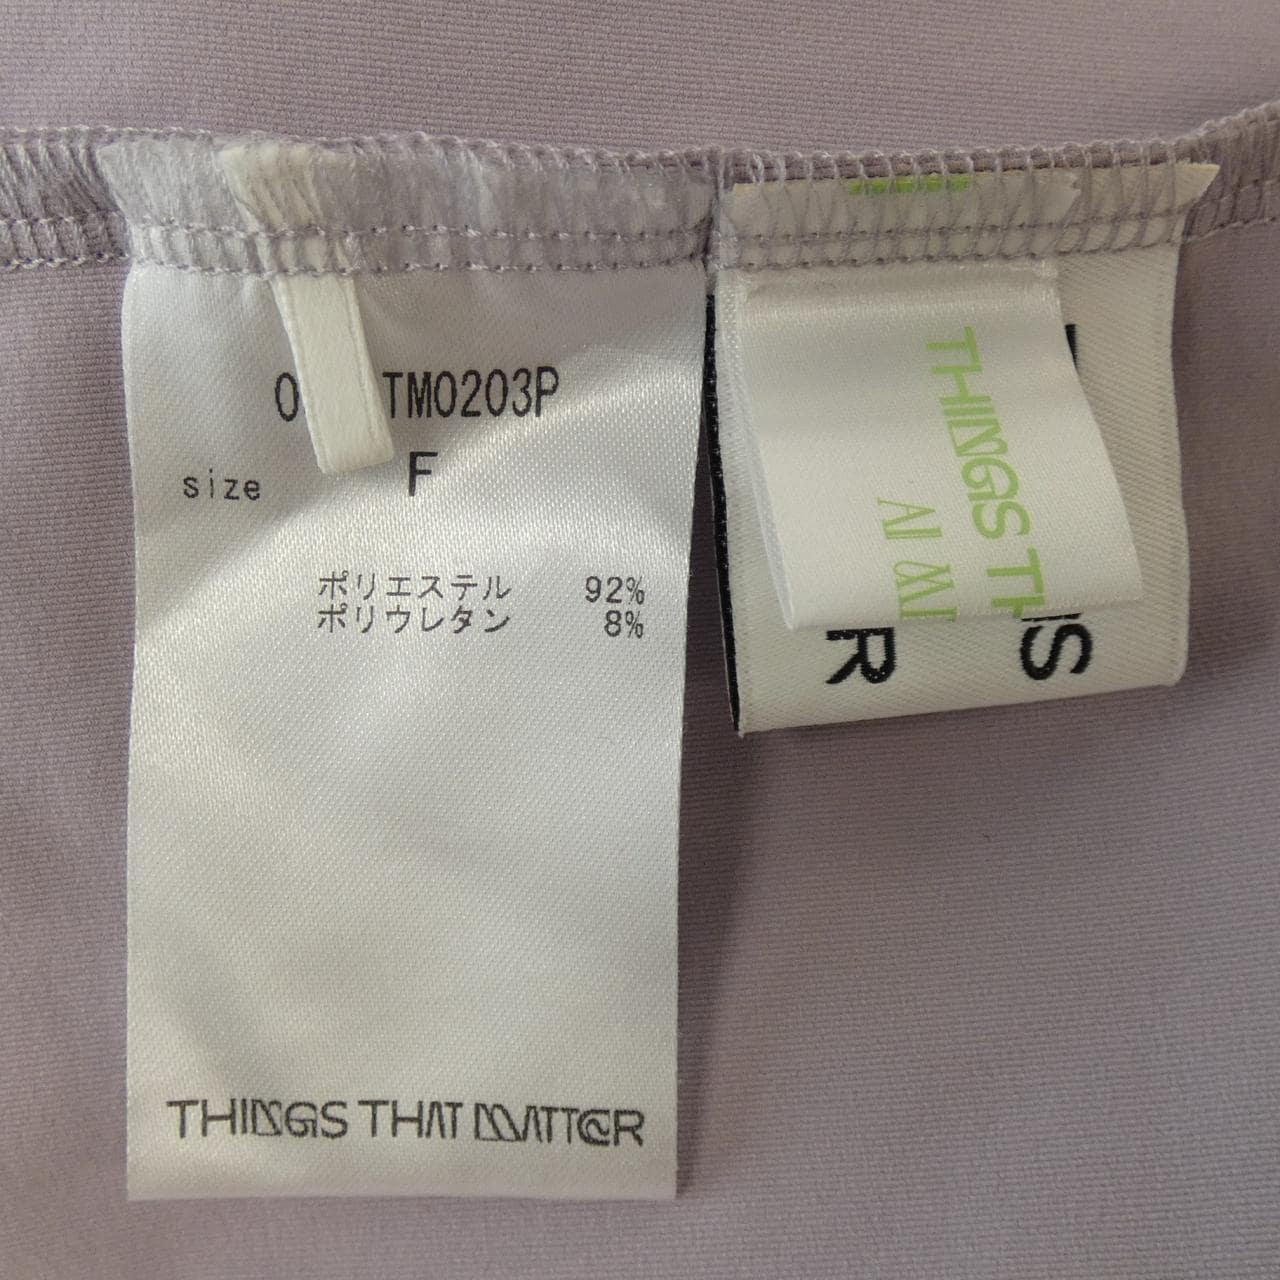 TM0203P
size F
ポリエステル 92%
ポリウレタン 8%
THINGS THAT MATTER
THINGS